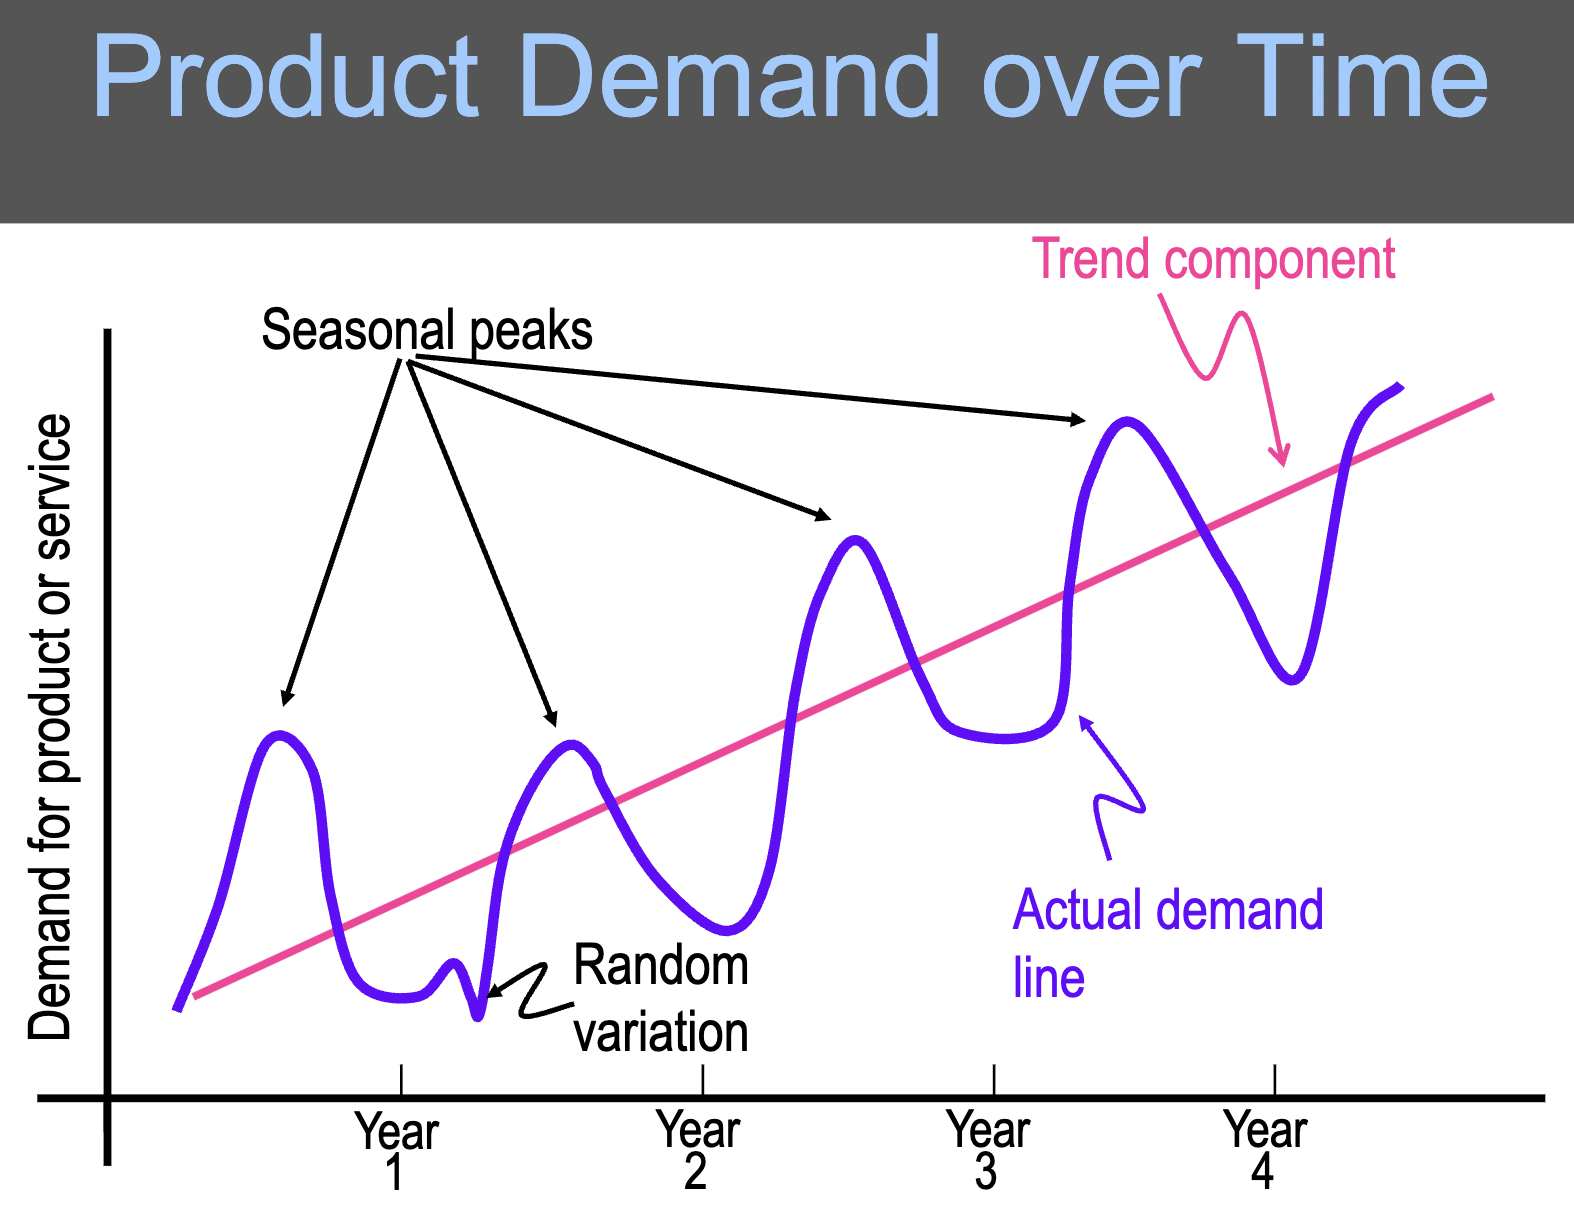 Product Demand over Time
Trend component
Seasonal peaks
Demand for product or service
Actual demand
line
Random
variation
Year
1
Year
2
Year
3
Year
4